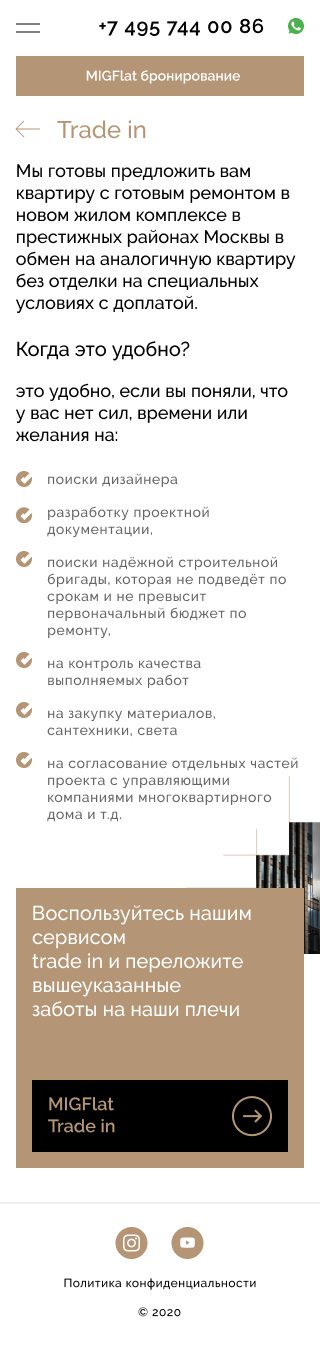 +7 495 744 00 86
MIGFlat бронирование
Trade in
Мы готовы предложить вам
квартиру с готовым ремонтом в
новом жилом комплексе в
престижных районах Москвы в
обмен на аналогичную квартиру
без отделки на специальных
условиях с доплатой.
Когда это удобно?
это удобно, если вы поняли, что
у вас нет сил, времени или
желания на:
поиски дизайнера
разработку проектной
документации,
поиски надёжной строительной
бригады, которая не подведёт по
срокам и не превысит
первоначальный бюджет по
ремонту,
на контроль качества
выполняемых работ
на закупку материалов,
сантехники, света
на согласование отдельных частей
проекта с управляющими
компаниями многоквартирного
дома и т.д.
Воспользуйтесь нашим
сервисом
trade in и переложите
вышеуказанные
заботы на наши плечи
MIGFlat
Trade in
Политика конфиденциальности
© 2020